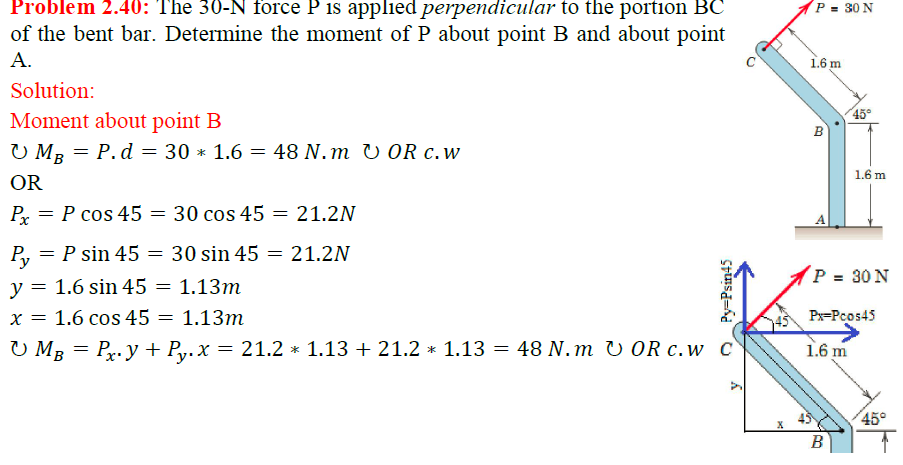 Problem 2.40: The 30-N force P is applied perpendicular to the portion BC
of the bent bar. Determine the moment of P about point B and about point
A.
Solution:
Moment about point B
↻ M_B = P.d = 30 ∗ 1.6 = 48 N.m ↻ OR c.w
OR
P_x = P cos 45 = 30 cos 45 = 21.2N
P_y = P sin 45 = 30 sin 45 = 21.2N
y = 1.6 sin 45 = 1.13m
x = 1.6 cos 45 = 1.13m
↻ M_B = P_x.y + P_y.x = 21.2 ∗ 1.13 + 21.2 ∗ 1.13 = 48 N.m ↻ OR c.w
P = 30 N
C
1.6 m
45°
B
1.6 m
A
Py=Psin45
P = 30 N
45
Px=Pcos45
C
1.6 m
y
x
45
45°
B